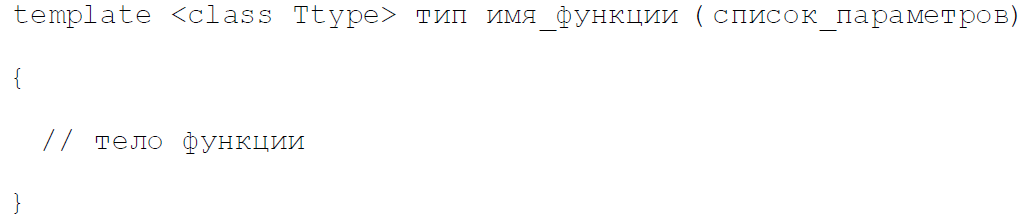 template <class Ttype> тип имя_функции (список_параметров)
{
// тело функции
}